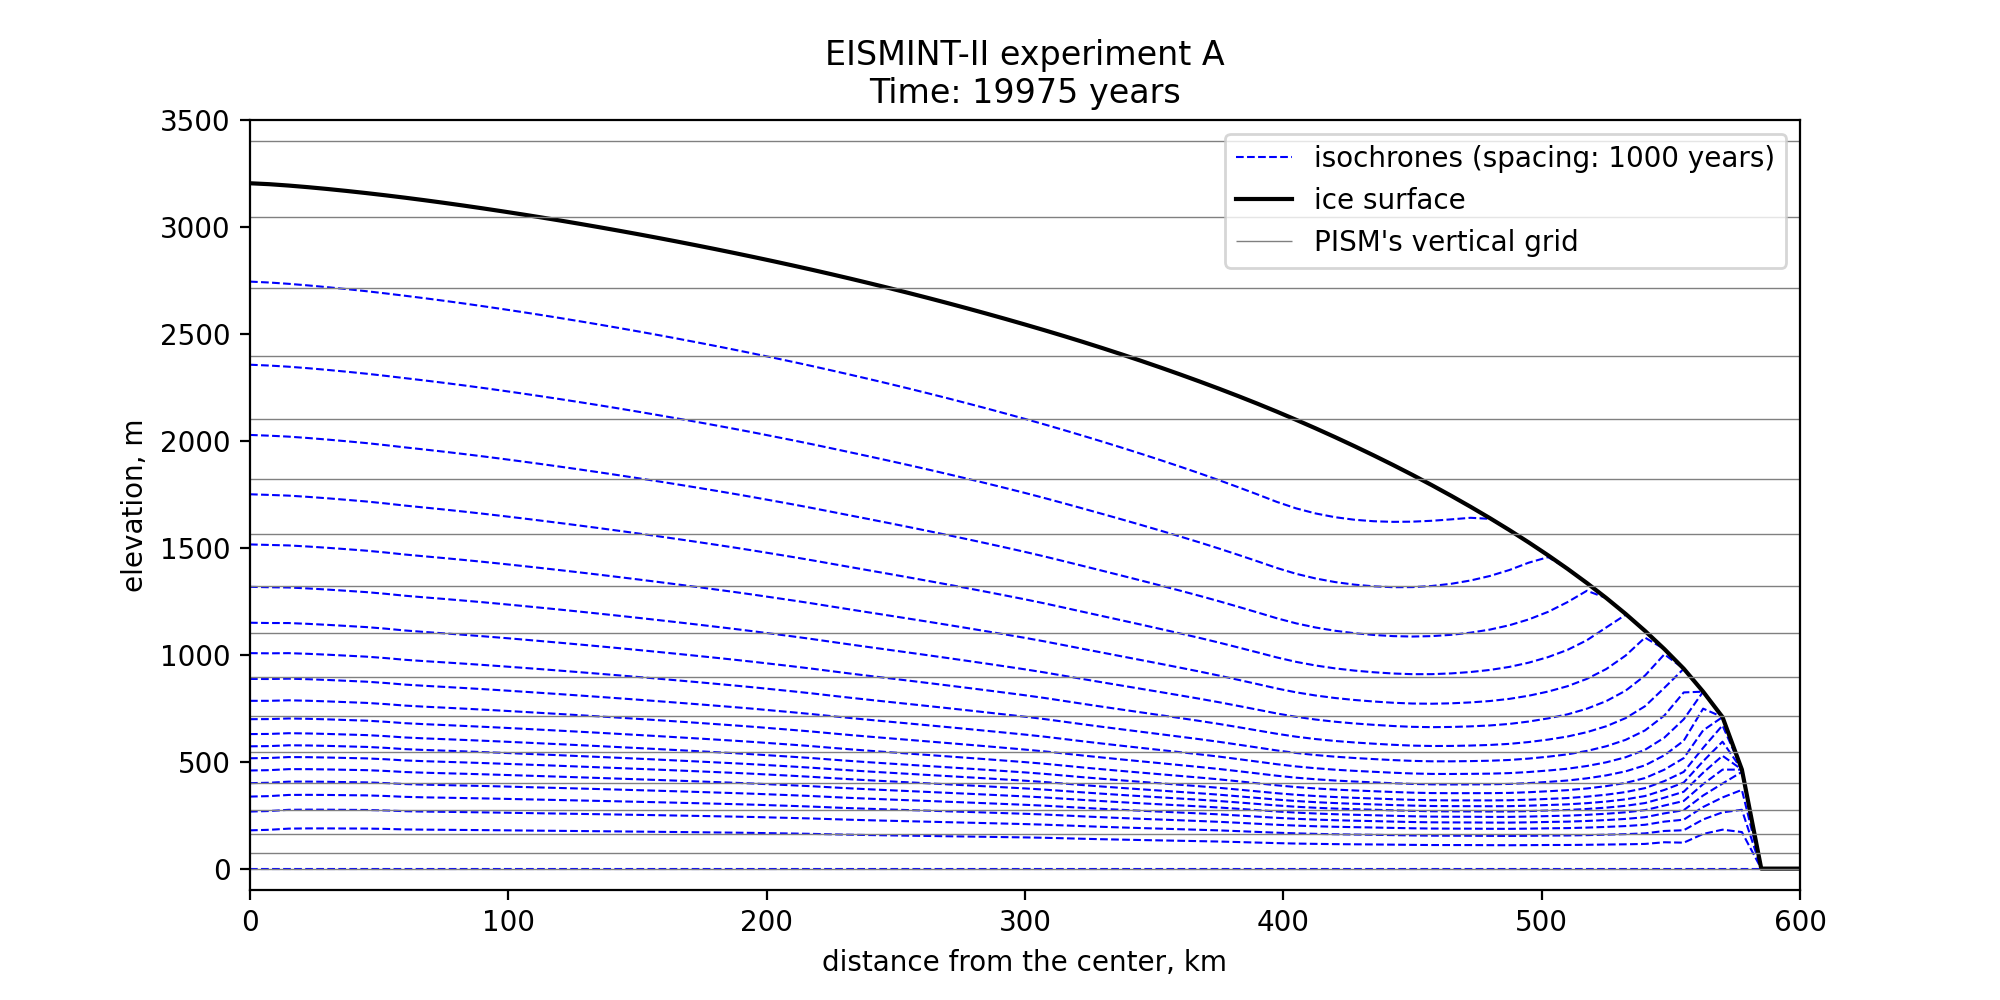 EISMINT-II experiment A
Time: 19975 years
3500
3000
2500
2000
1500
1000
500
0
elevation, m
isochrones (spacing: 1000 years)
ice surface
PISM's vertical grid
0 100 200 300 400 500 600
distance from the center, km